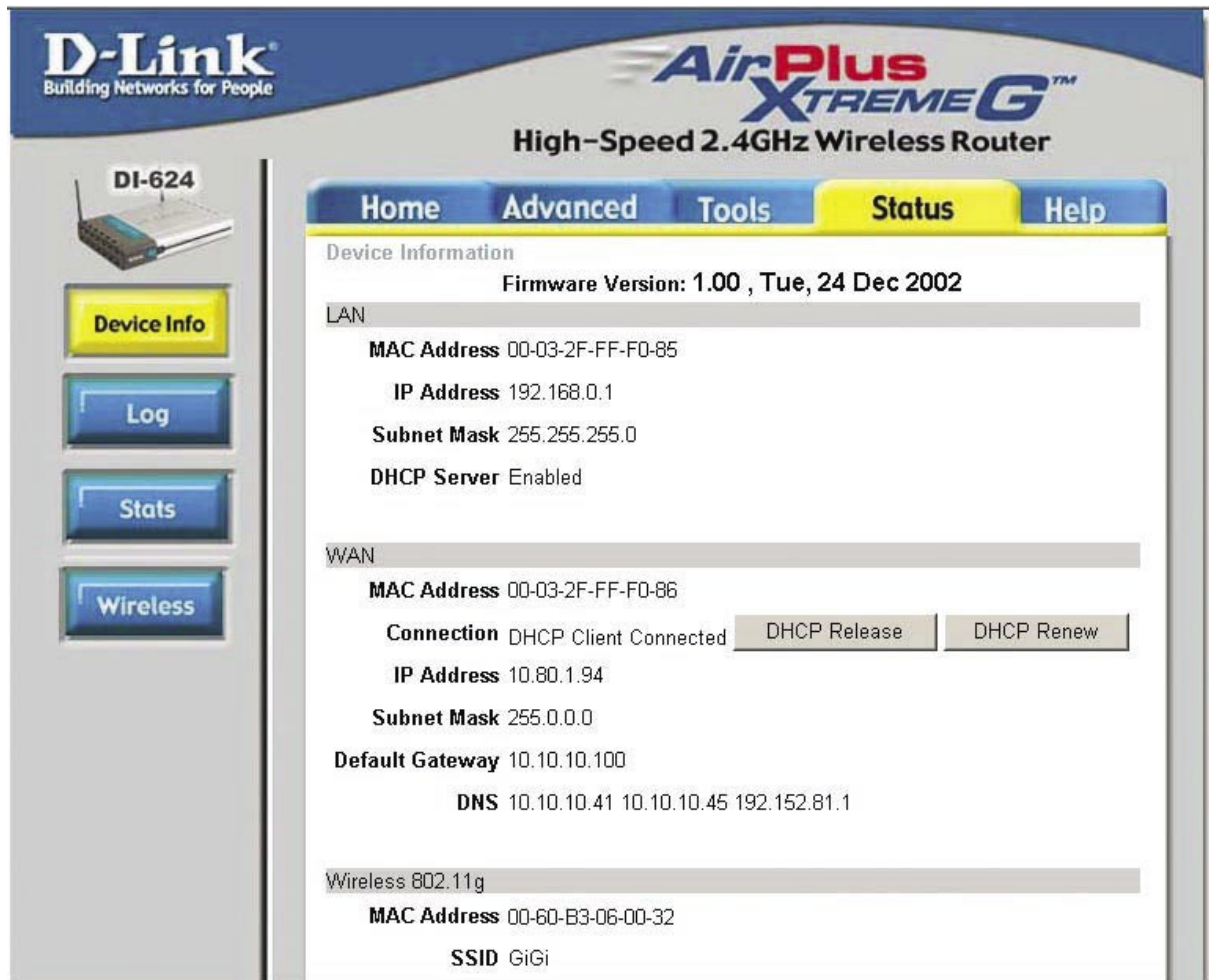 D-Link
Building Networks for People
AirPlus
XTREME G™
High-Speed 2.4GHz Wireless Router
DI-624
Home Advanced Tools Status Help
Device Information
Firmware Version: 1.00 , Tue, 24 Dec 2002
Device Info
LAN
MAC Address 00-03-2F-FF-F0-85
IP Address 192.168.0.1
Log
Subnet Mask 255.255.255.0
DHCP Server Enabled
Stats
WAN
MAC Address 00-03-2F-FF-F0-86
Wireless
Connection DHCP Client Connected DHCP Release DHCP Renew
IP Address 10.80.1.94
Subnet Mask 255.0.0.0
Default Gateway 10.10.10.100
DNS 10.10.10.41 10.10.10.45 192.152.81.1
Wireless 802.11g
MAC Address 00-60-B3-06-00-32
SSID GiGi